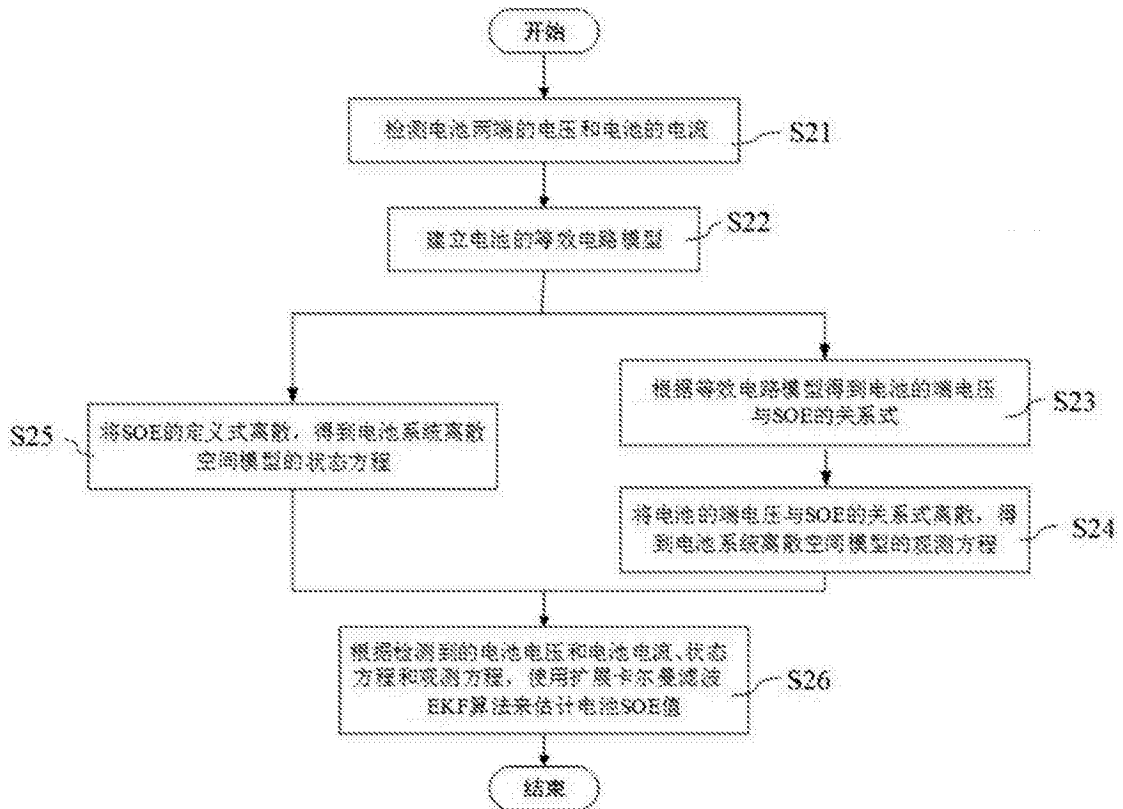 开始
检测电池两端的电压和电池的电流
S21
建立电池的等效电路模型
S22
根据等效电路模型得到电池的端电压
与SOE的关系式
S23
将SOE的定义式离散，得到电池系统离散
空间模型的状态方程
S25
将电池的端电压与SOE的关系式离散，得
到电池系统离散空间模型的观测方程
S24
根据检测到的电池电压和电池电流、状态
方程和观测方程，使用扩展卡尔曼滤波
EKF算法来估计电池SOE值
S26
结束